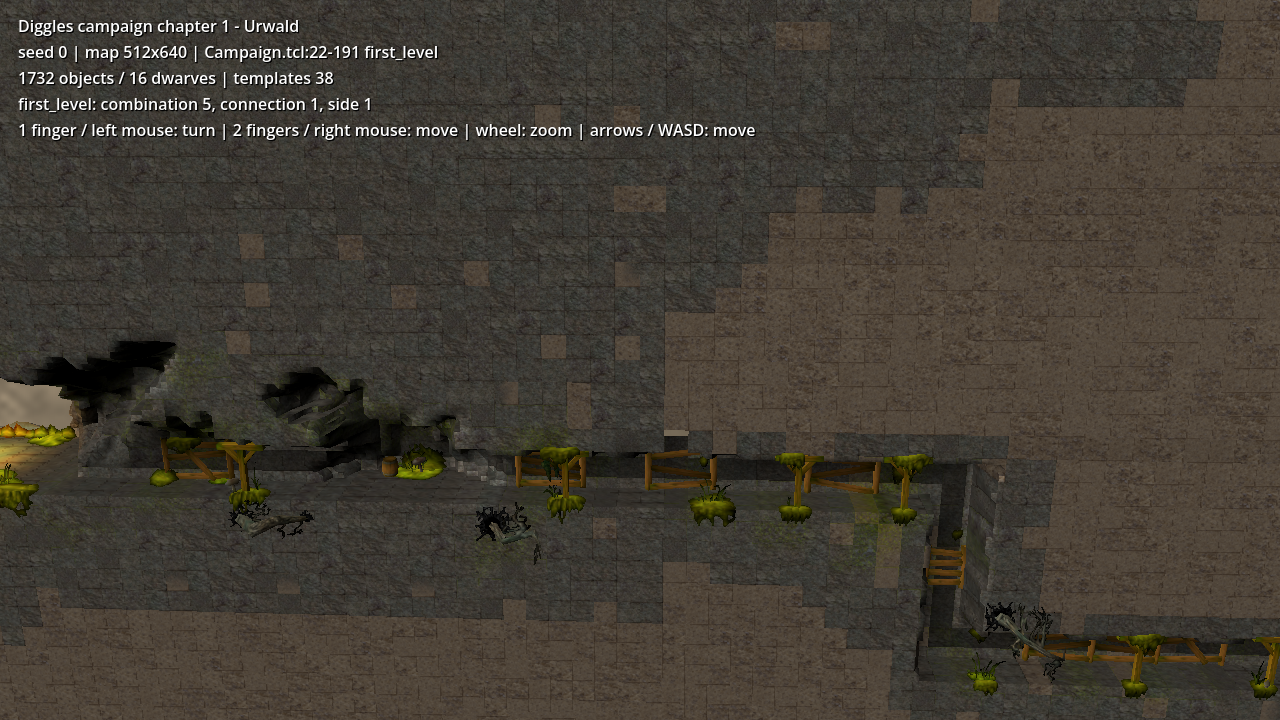 Diggles campaign chapter 1 - Urwald
seed 0 | map 512x640 | Campaign.tcl:22-191 first_level
1732 objects / 16 dwarves | templates 38
first_level: combination 5, connection 1, side 1
1 finger / left mouse: turn | 2 fingers / right mouse: move | wheel: zoom | arrows / WASD: move